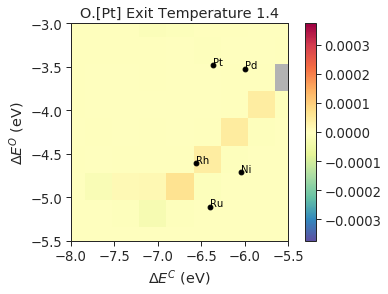 O.[Pt] Exit Temperature 1.4
−3.0
−3.5
−4.0
−4.5
−5.0
−5.5
ΔE^O (eV)
Pt
Pd
Rh
Ni
Ru
−8.0 −7.5 −7.0 −6.5 −6.0 −5.5
ΔE^C (eV)
0.0003
0.0002
0.0001
0.0000
−0.0001
−0.0002
−0.0003